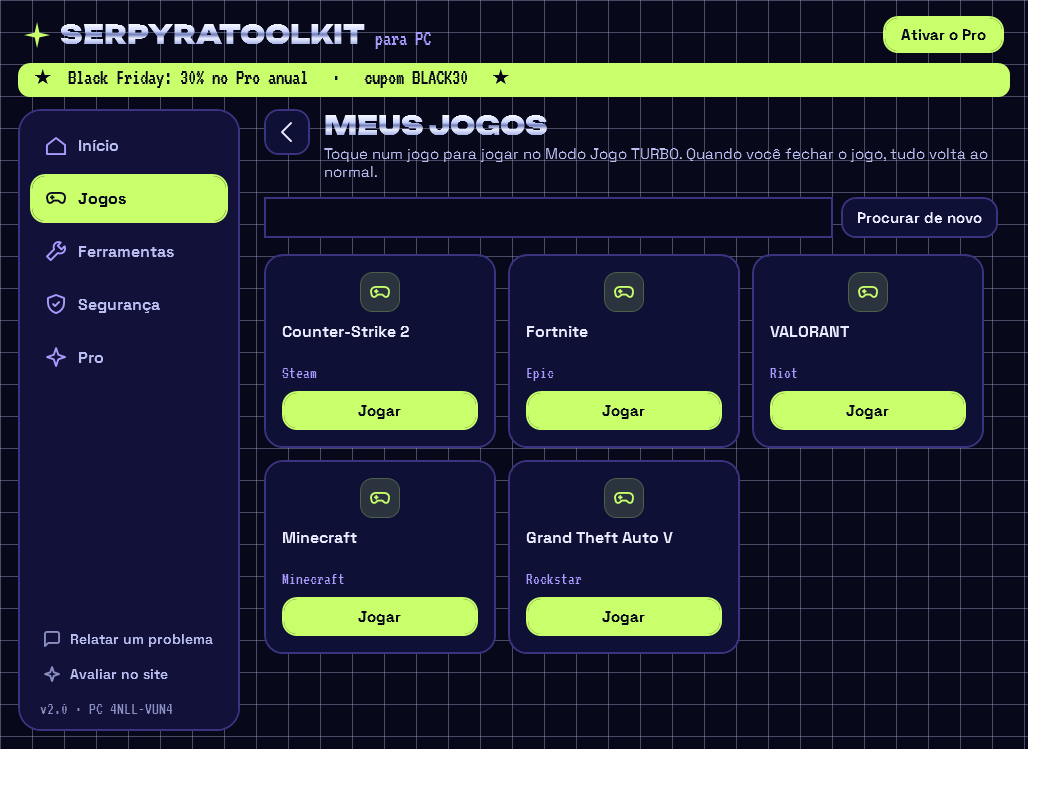 SERPYRATOOLKIT para PC
Ativar o Pro
★ Black Friday: 30% no Pro anual · cupom BLACK30 ★
Início
Jogos
Ferramentas
Segurança
Pro
Relatar um problema
Avaliar no site
v2.0 · PC 4NLL-VUN4
MEUS JOGOS
Toque num jogo para jogar no Modo Jogo TURBO. Quando você fechar o jogo, tudo volta ao
normal.
Procurar de novo
Counter-Strike 2
Steam
Jogar
Fortnite
Epic
Jogar
VALORANT
Riot
Jogar
Minecraft
Minecraft
Jogar
Grand Theft Auto V
Rockstar
Jogar